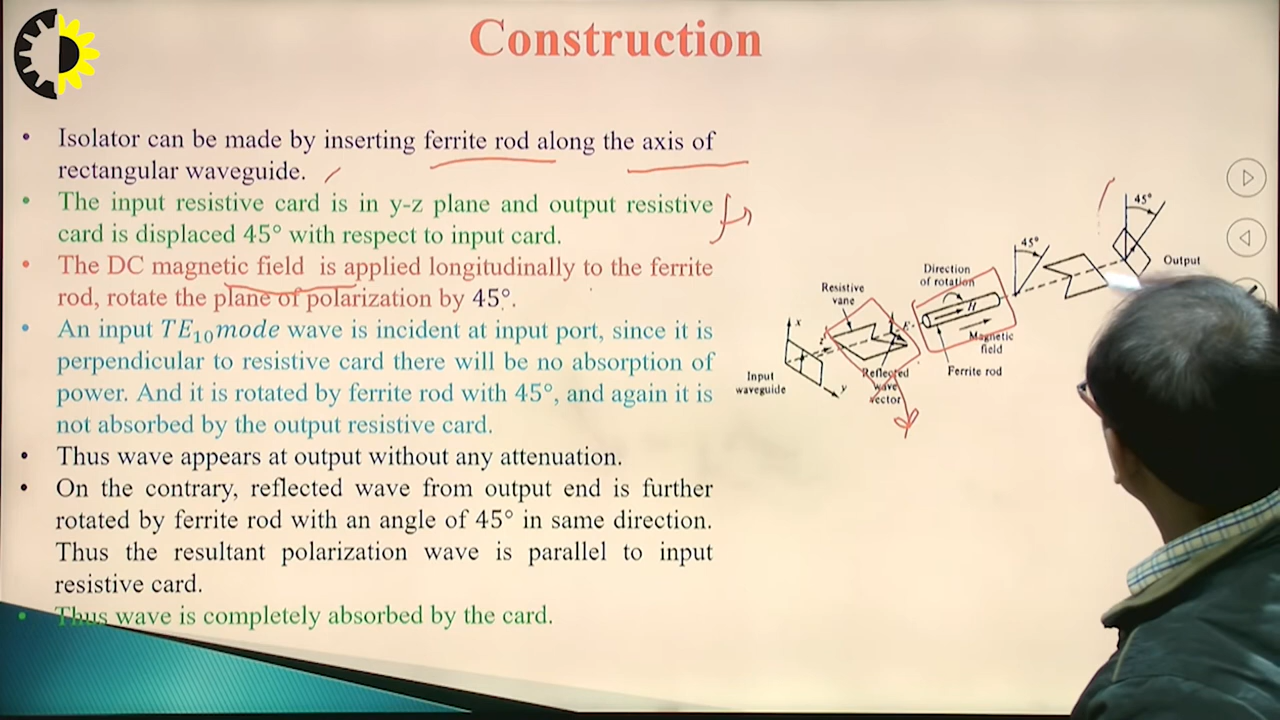 Construction
• Isolator can be made by inserting ferrite rod along the axis of
rectangular waveguide.
• The input resistive card is in y-z plane and output resistive
card is displaced 45° with respect to input card.
• The DC magnetic field is applied longitudinally to the ferrite
rod, rotate the plane of polarization by 45°.
• An input TE₁₀mode wave is incident at input port, since it is
perpendicular to resistive card there will be no absorption of
power. And it is rotated by ferrite rod with 45°, and again it is
not absorbed by the output resistive card.
• Thus wave appears at output without any attenuation.
• On the contrary, reflected wave from output end is further
rotated by ferrite rod with an angle of 45° in same direction.
Thus the resultant polarization wave is parallel to input
resistive card.
• Thus wave is completely absorbed by the card.
45°
45°
Output
Direction
of rotation
Resistive
vane
H
x
E
Magnetic
field
Ferrite rod
Input
waveguide
Reflected
wave
vector
y